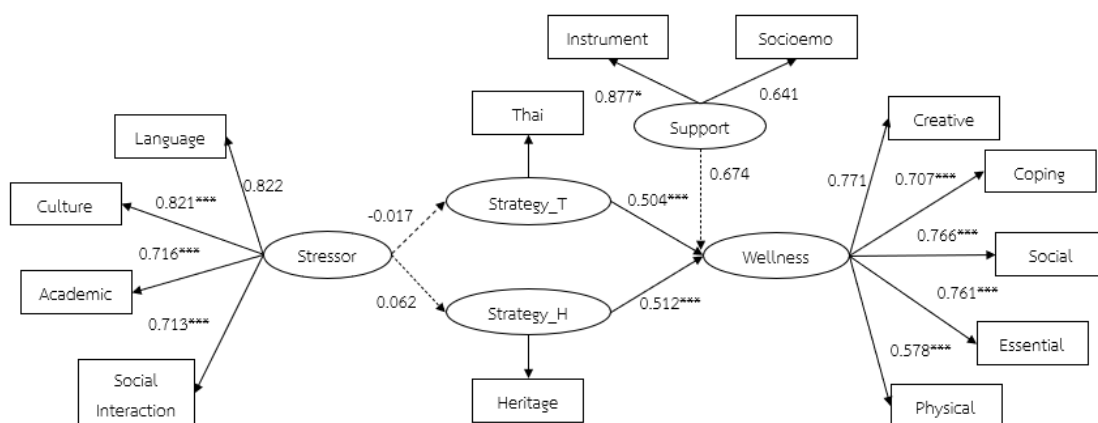 Instrument
Socioemo
0.877*
0.641
Thai
Support
Creative
Language
0.822
0.674
0.771
0.707***
Coping
Culture
0.821***
-0.017
Strategy_T
0.504***
0.766***
Stressor
Wellness
Social
0.716***
Academic
0.062
0.761***
0.713***
Strategy_H
0.512***
0.578***
Essential
Social
Interaction
Heritage
Physical